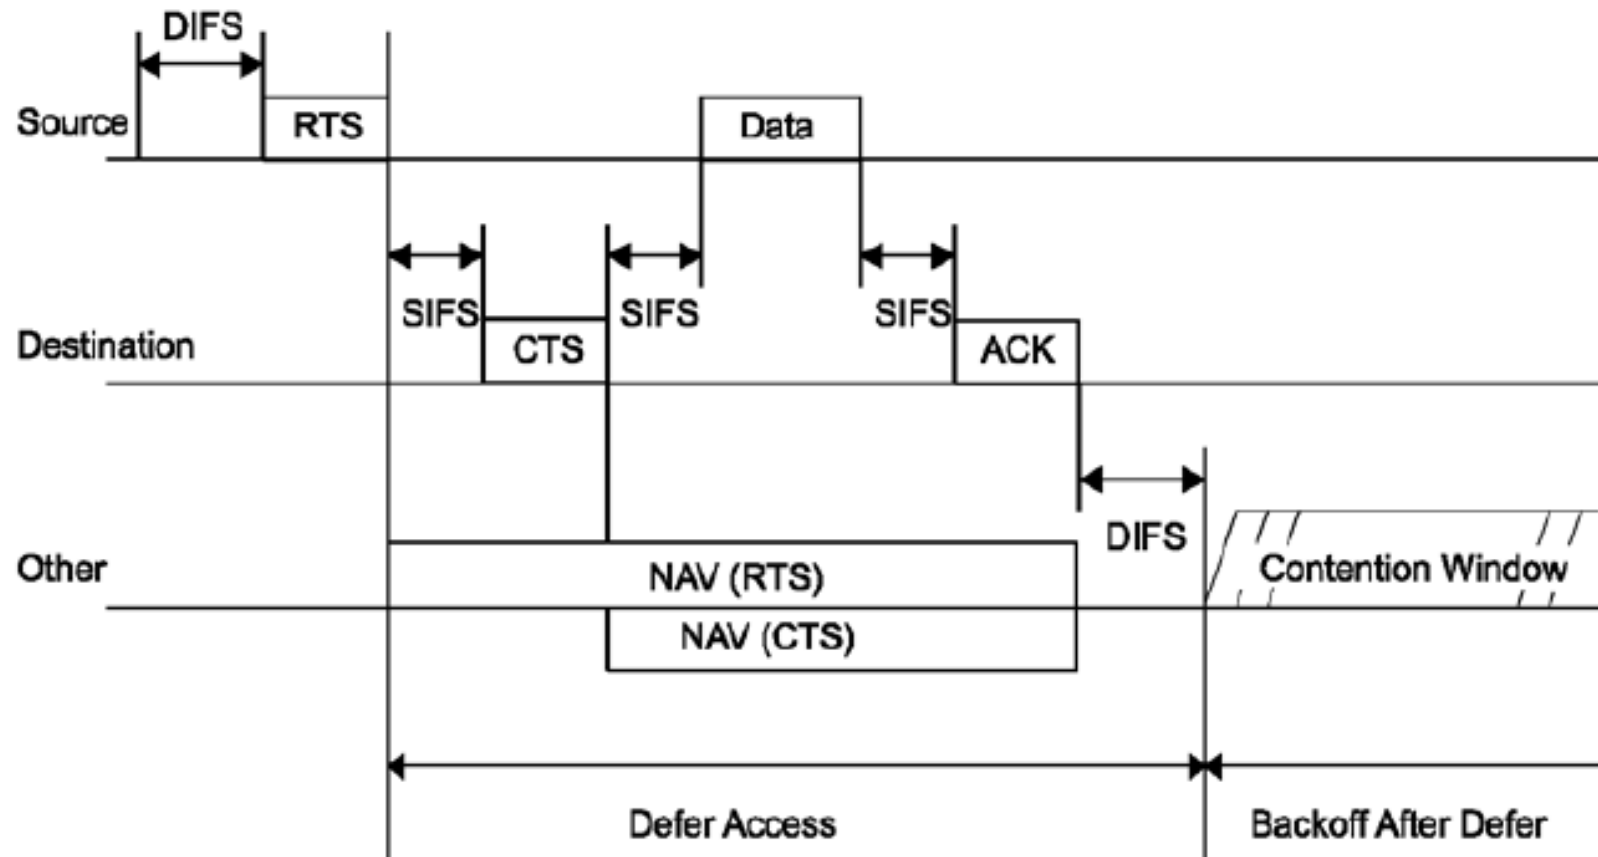 DIFS
Source
RTS
Data
SIFS
SIFS
SIFS
Destination
CTS
ACK
DIFS
Other
NAV (RTS)
Contention Window
NAV (CTS)
Defer Access
Backoff After Defer